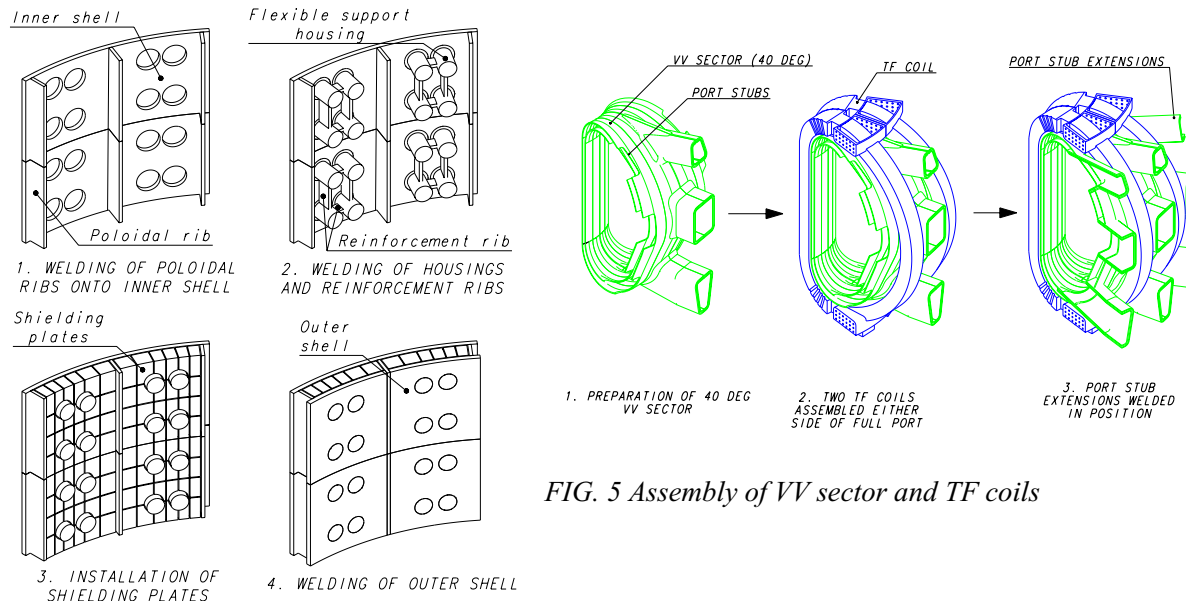 Inner shell
Poloidal rib
1. WELDING OF POLOIDAL
RIBS ONTO INNER SHELL
Flexible support
housing
Reinforcement rib
2. WELDING OF HOUSINGS
AND REINFORCEMENT RIBS
Shielding
plates
3. INSTALLATION OF
SHIELDING PLATES
Outer
shell
4. WELDING OF OUTER SHELL
VV SECTOR (40 DEG)
PORT STUBS
1. PREPARATION OF 40 DEG
VV SECTOR
TF COIL
2. TWO TF COILS
ASSEMBLED EITHER
SIDE OF FULL PORT
PORT STUB EXTENSIONS
3. PORT STUB
EXTENSIONS WELDED
IN POSITION
FIG. 5 Assembly of VV sector and TF coils